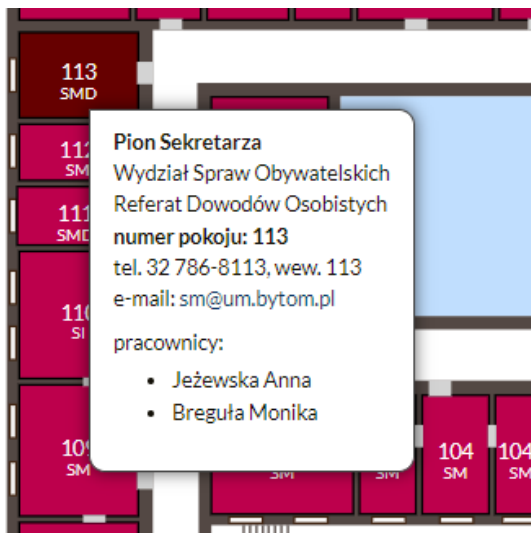 113
SMD
Pion Sekretarza
Wydział Spraw Obywatelskich
Referat Dowodów Osobistych
numer pokoju: 113
tel. 32 786-8113, wew. 113
e-mail: sm@um.bytom.pl
pracownicy:
• Jeżewska Anna
• Breguła Monika
104
SM
104
SM